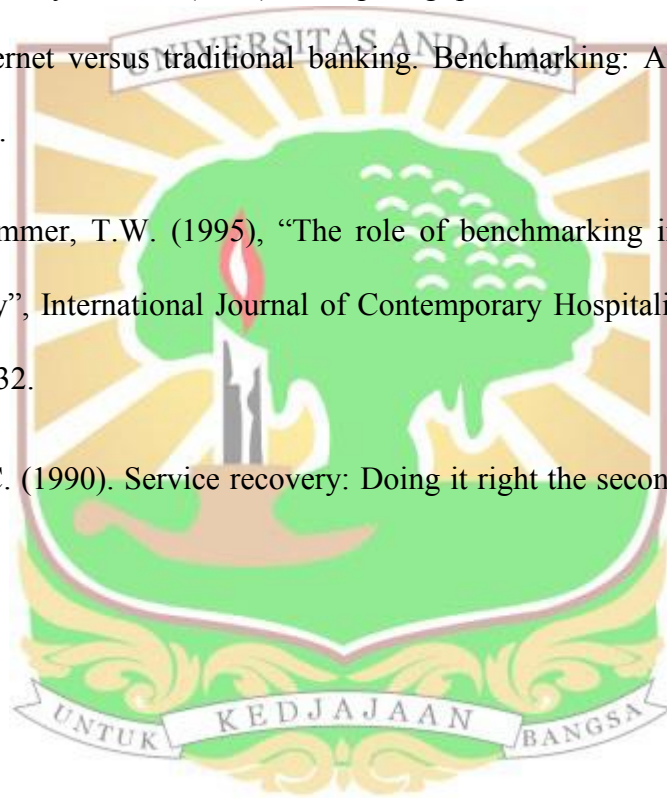 UNIVERSITAS ANDALAS
ernet versus traditional banking. Benchmarking: A
.
mmer, T.W. (1995), “The role of benchmarking i
y”, International Journal of Contemporary Hospitali
32.
C. (1990). Service recovery: Doing it right the secon
UNTUK KEDJAJAAN BANGSA